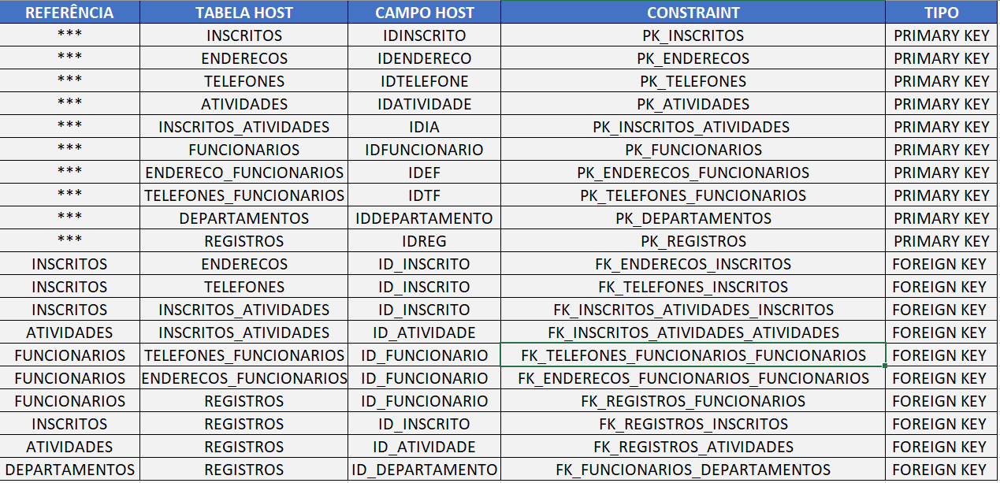 REFERÊNCIA TABELA HOST CAMPO HOST CONSTRAINT TIPO
*** INSCRITOS IDINSCRITO PK_INSCRITOS PRIMARY KEY
*** ENDERECOS IDENDERECO PK_ENDERECOS PRIMARY KEY
*** TELEFONES IDTELEFONE PK_TELEFONES PRIMARY KEY
*** ATIVIDADES IDATIVIDADE PK_ATIVIDADES PRIMARY KEY
*** INSCRITOS_ATIVIDADES IDIA PK_INSCRITOS_ATIVIDADES PRIMARY KEY
*** FUNCIONARIOS IDFUNCIONARIO PK_FUNCIONARIOS PRIMARY KEY
*** ENDERECO_FUNCIONARIOS IDEF PK_ENDERECOS_FUNCIONARIOS PRIMARY KEY
*** TELEFONES_FUNCIONARIOS IDTF PK_TELEFONES_FUNCIONARIOS PRIMARY KEY
*** DEPARTAMENTOS IDDEPARTAMENTO PK_DEPARTAMENTOS PRIMARY KEY
*** REGISTROS IDREG PK_REGISTROS PRIMARY KEY
INSCRITOS ENDERECOS ID_INSCRITO FK_ENDERECOS_INSCRITOS FOREIGN KEY
INSCRITOS TELEFONES ID_INSCRITO FK_TELEFONES_INSCRITOS FOREIGN KEY
INSCRITOS INSCRITOS_ATIVIDADES ID_INSCRITO FK_INSCRITOS_ATIVIDADES_INSCRITOS FOREIGN KEY
ATIVIDADES INSCRITOS_ATIVIDADES ID_ATIVIDADE FK_INSCRITOS_ATIVIDADES_ATIVIDADES FOREIGN KEY
FUNCIONARIOS TELEFONES_FUNCIONARIOS ID_FUNCIONARIO FK_TELEFONES_FUNCIONARIOS_FUNCIONARIOS FOREIGN KEY
FUNCIONARIOS ENDERECOS_FUNCIONARIOS ID_FUNCIONARIO FK_ENDERECOS_FUNCIONARIOS_FUNCIONARIOS FOREIGN KEY
FUNCIONARIOS REGISTROS ID_FUNCIONARIO FK_REGISTROS_FUNCIONARIOS FOREIGN KEY
INSCRITOS REGISTROS ID_INSCRITO FK_REGISTROS_INSCRITOS FOREIGN KEY
ATIVIDADES REGISTROS ID_ATIVIDADE FK_REGISTROS_ATIVIDADES FOREIGN KEY
DEPARTAMENTOS REGISTROS ID_DEPARTAMENTO FK_FUNCIONARIOS_DEPARTAMENTOS FOREIGN KEY